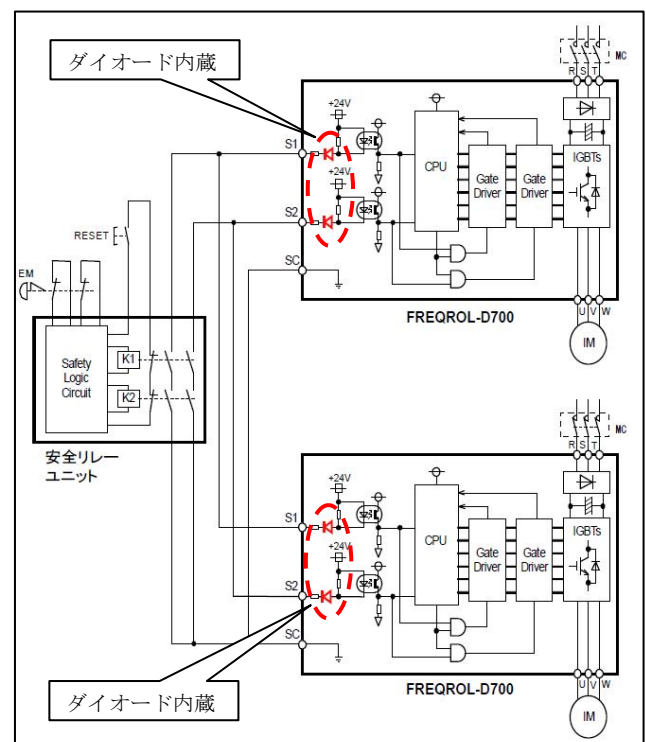 ダイオード内蔵
MC
R S T
+24V
S1
CPU
Gate
Driver
Gate
Driver
IGBTs
+24V
S2
SC
RESET
EM
FREQROL-D700
U V W
IM
Safety
Logic
Circuit
K1
K2
安全リレー
ユニット
MC
R S T
+24V
S1
CPU
Gate
Driver
Gate
Driver
IGBTs
+24V
S2
SC
FREQROL-D700
U V W
IM
ダイオード内蔵